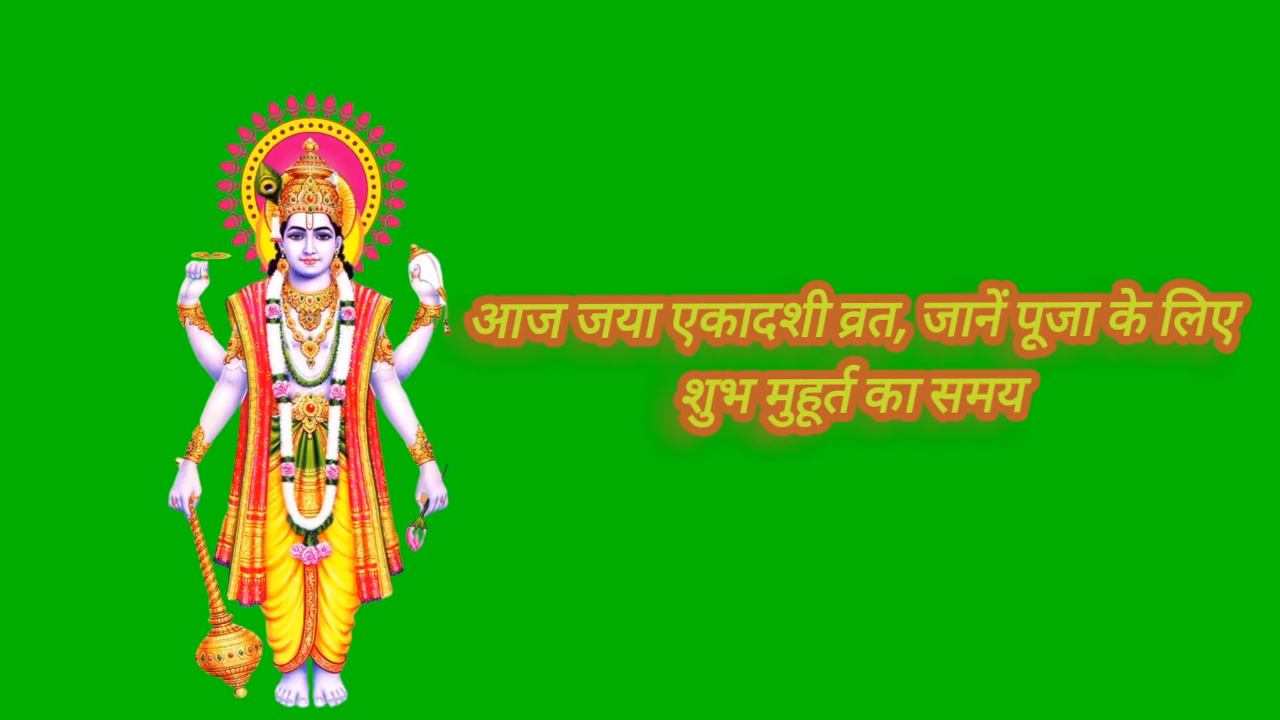 आज जया एकादशी व्रत, जानें पूजा के लिए
शुभ मुहूर्त का समय